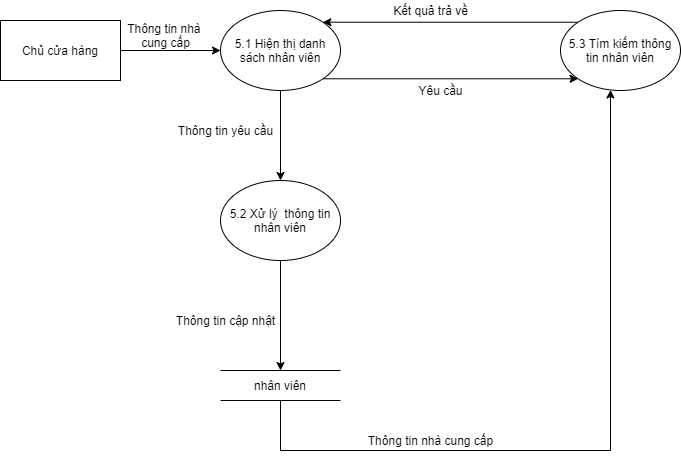 Kết quả trả về
Thông tin nhà
cung cấp
Chủ cửa hàng
5.1 Hiện thị danh
sách nhân viên
5.3 Tìm kiếm thông
tin nhân viên
Yêu cầu
Thông tin yêu cầu
5.2 Xử lý thông tin
nhân viên
Thông tin cập nhật
nhân viên
Thông tin nhà cung cấp